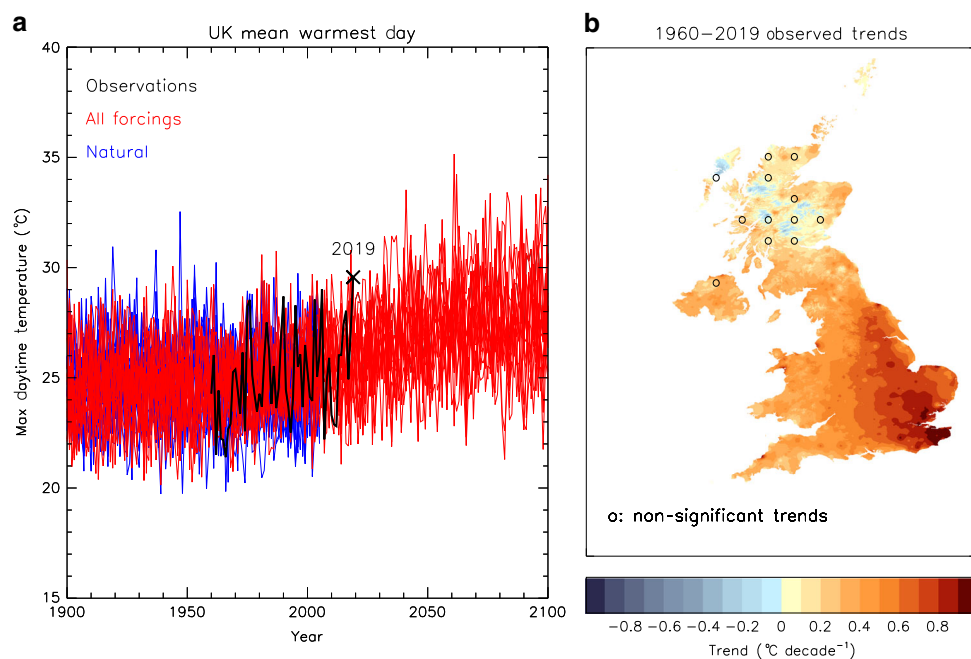 a
UK mean warmest day
40
35
30
25
20
15
Max daytime temperature (°C)
Observations
All forcings
Natural
2019
1900
1950
2000
2050
2100
Year
b
1960−2019 observed trends
o: non−significant trends
−0.8 −0.6 −0.4 −0.2 0 0.2 0.4 0.6 0.8
Trend (°C decade⁻¹)